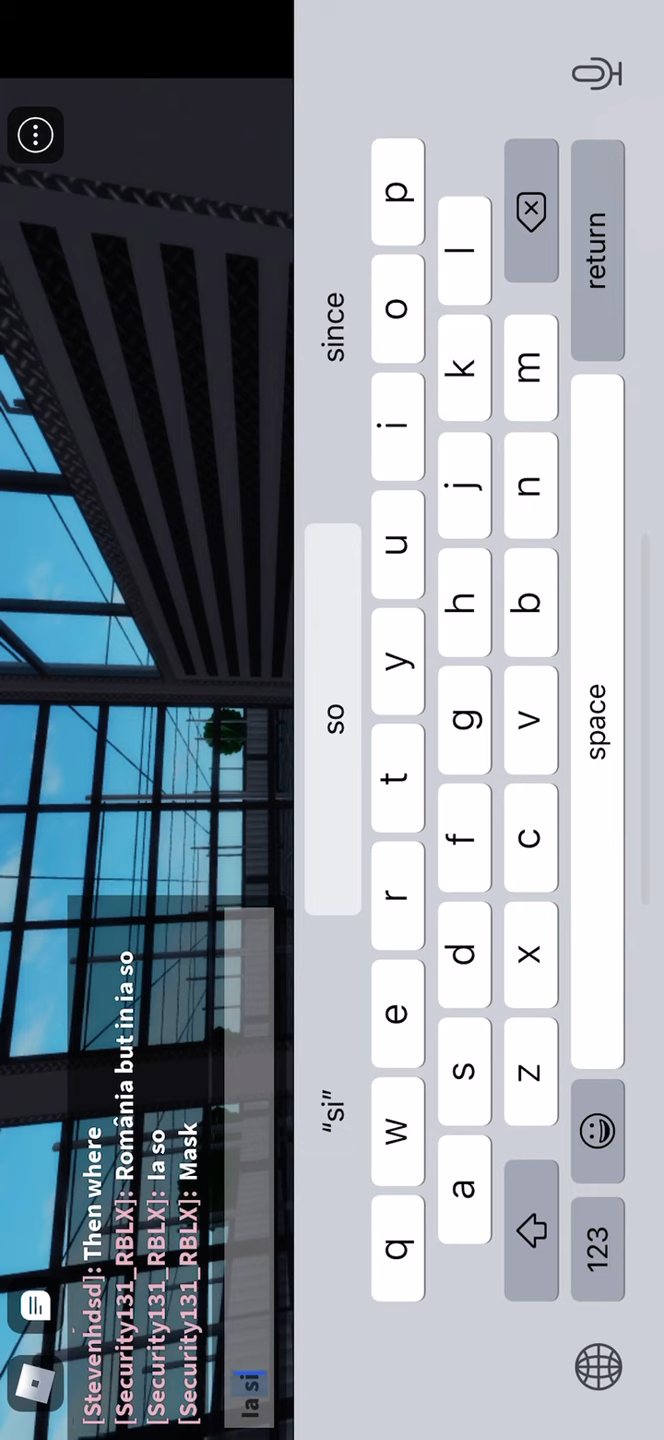 [Stevenhdsd]: Then where
[Security131_RBLX]: România but in ia so
[Security131_RBLX]: Ia so
[Security131_RBLX]: Mask
Ia si
“si”
so
since
q w e r t y u i o p
a s d f g h j k l
z x c v b n m
123
space
return